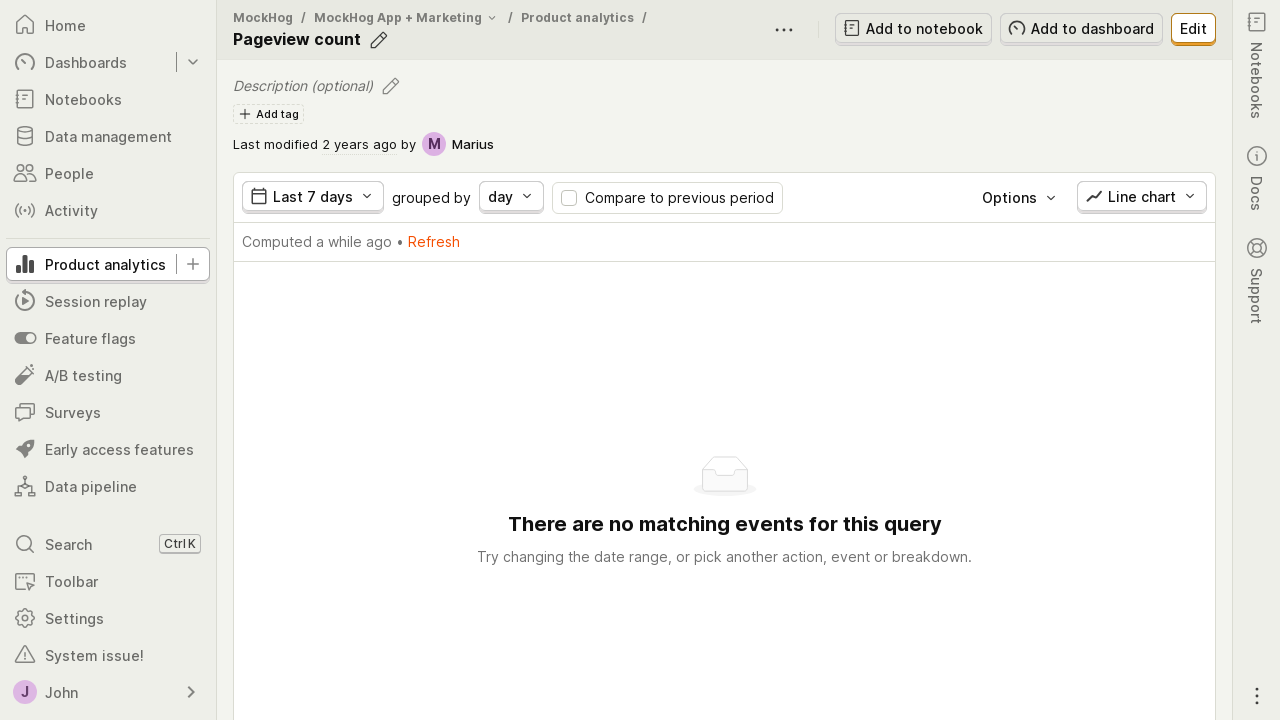 Home
Dashboards
Notebooks
Data management
People
Activity
Product analytics
Session replay
Feature flags
A/B testing
Surveys
Early access features
Data pipeline
Search Ctrl K
Toolbar
Settings
System issue!
J John
MockHog / MockHog App + Marketing / Product analytics /
Pageview count
Add to notebook
Add to dashboard
Edit
Description (optional)
Add tag
Last modified 2 years ago by M Marius
Last 7 days grouped by day Compare to previous period Options Line chart
Computed a while ago • Refresh
There are no matching events for this query
Try changing the date range, or pick another action, event or breakdown.
Notebooks
Docs
Support